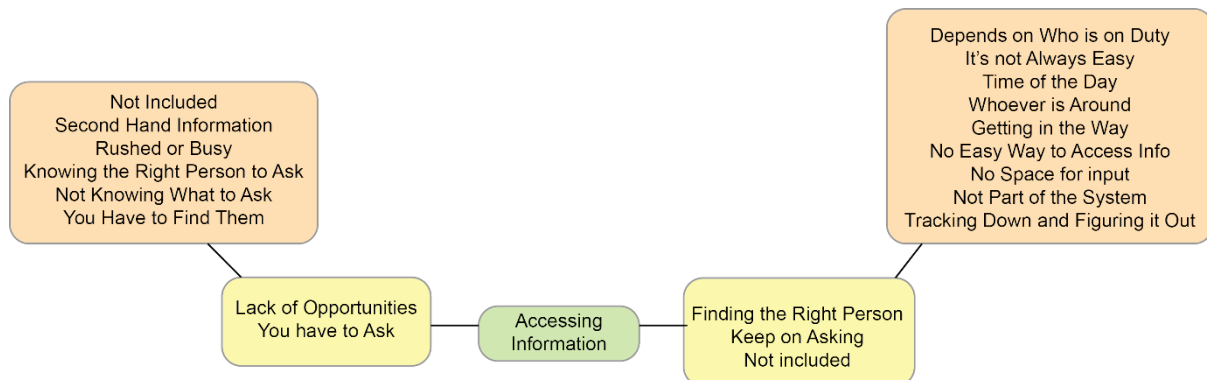 Not Included
Second Hand Information
Rushed or Busy
Knowing the Right Person to Ask
Not Knowing What to Ask
You Have to Find Them
Lack of Opportunities
You have to Ask
Accessing
Information
Finding the Right Person
Keep on Asking
Not included
Depends on Who is on Duty
It's not Always Easy
Time of the Day
Whoever is Around
Getting in the Way
No Easy Way to Access Info
No Space for input
Not Part of the System
Tracking Down and Figuring it Out